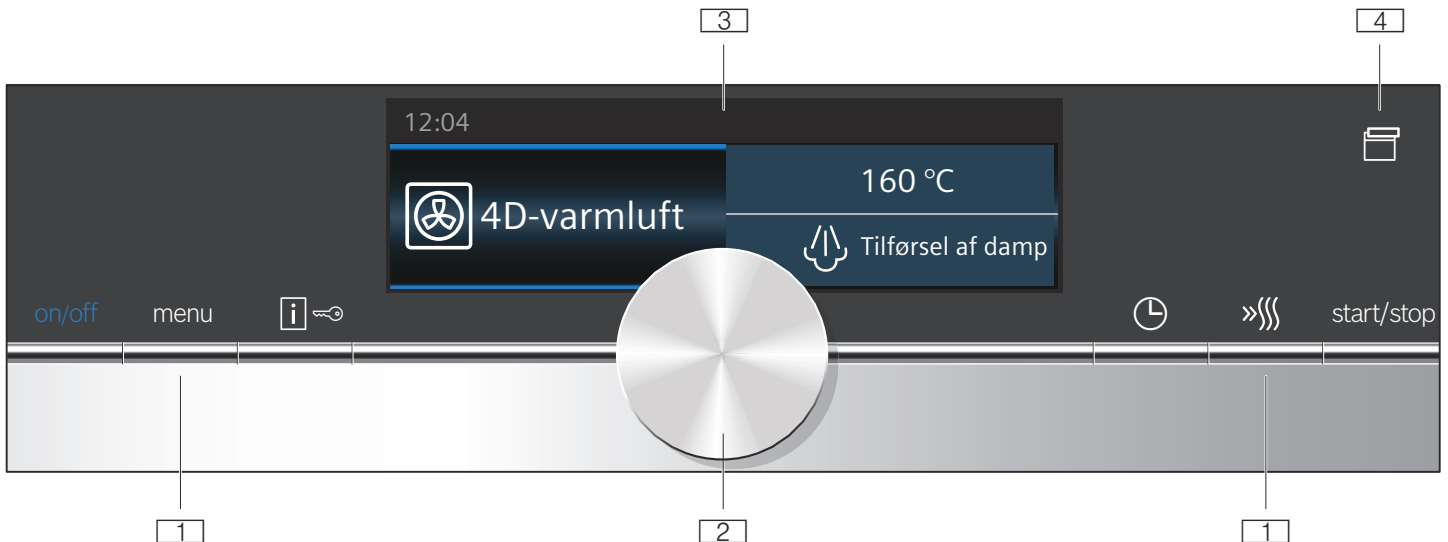 3 4
12:04
160 °C
4D-varmluft
Tilførsel af damp
on/off menu i start/stop
1 2 1